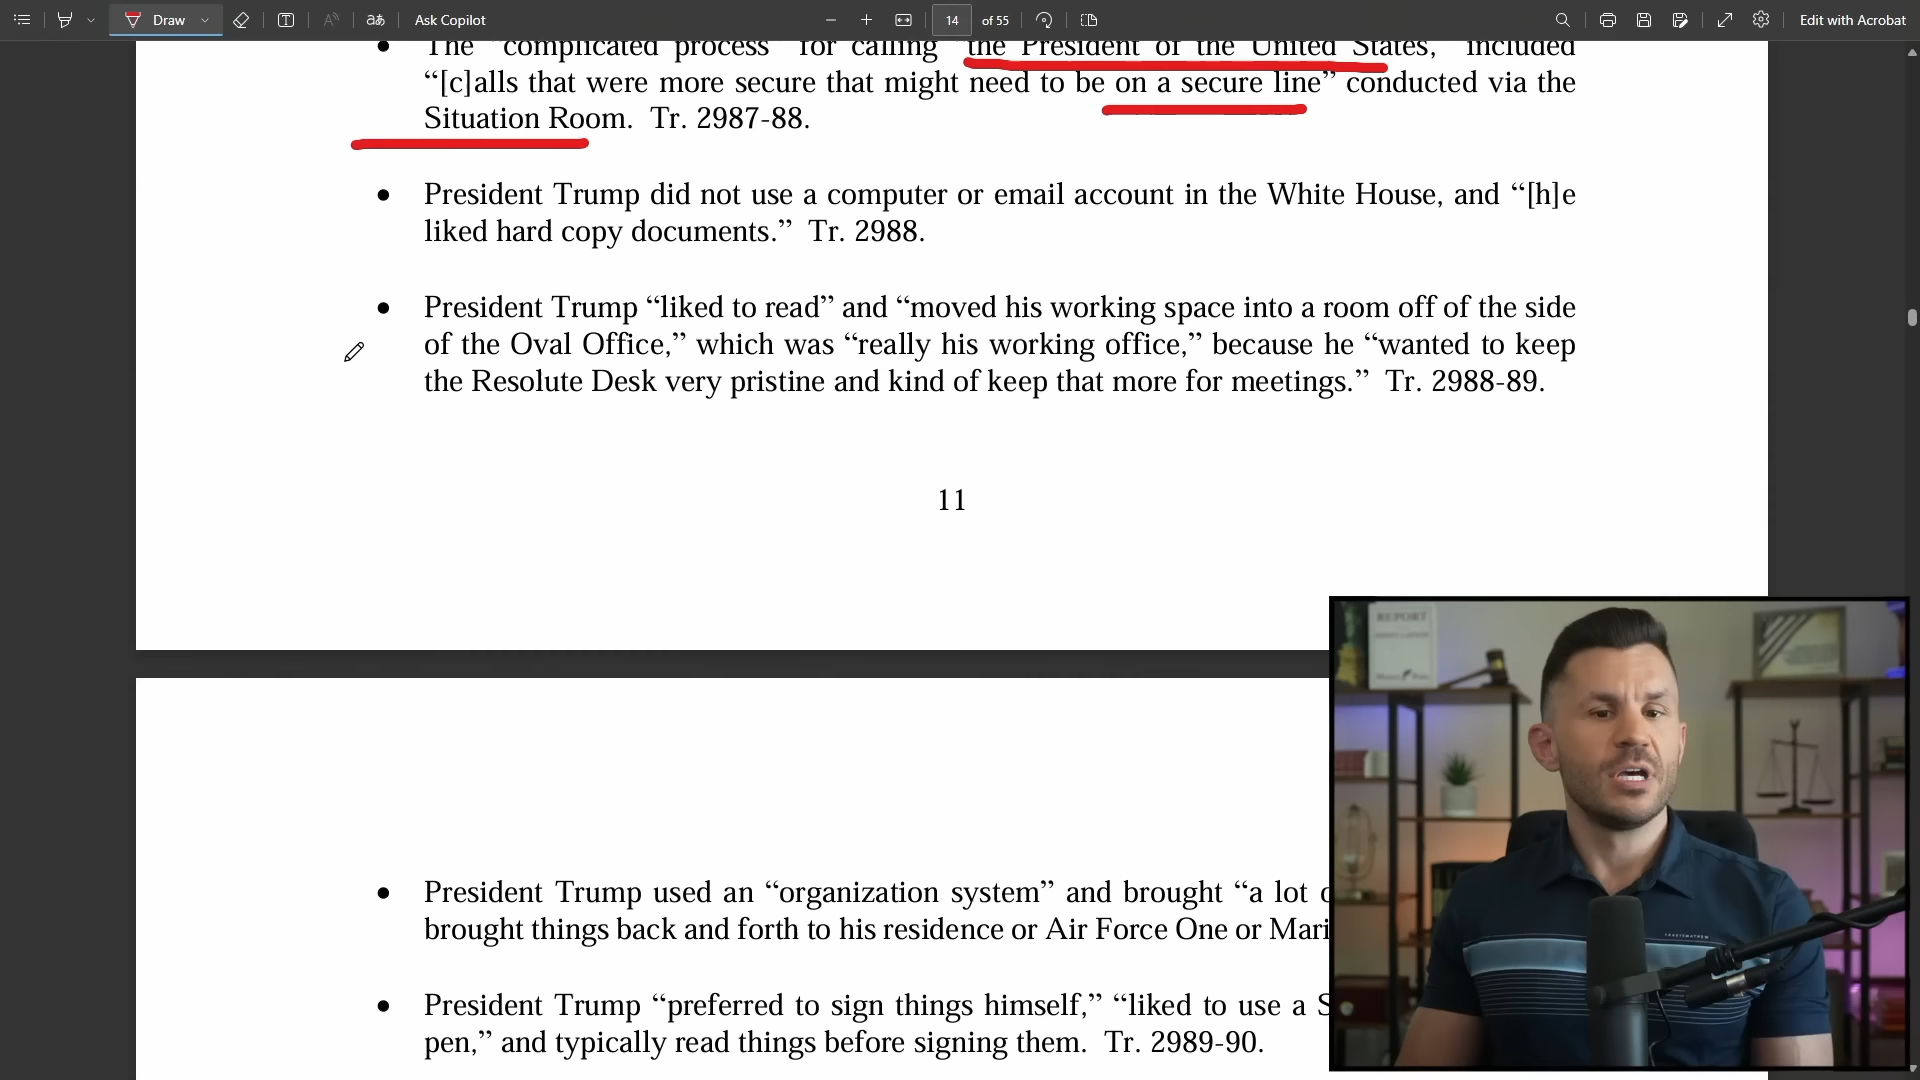 Draw
Ask Copilot
14
of 55
Edit with Acrobat
The “complicated process” for calling “the President of the United States,” included
“[c]alls that were more secure that might need to be on a secure line” conducted via the
Situation Room. Tr. 2987-88.
President Trump did not use a computer or email account in the White House, and “[h]e
liked hard copy documents.” Tr. 2988.
President Trump “liked to read” and “moved his working space into a room off of the side
of the Oval Office,” which was “really his working office,” because he “wanted to keep
the Resolute Desk very pristine and kind of keep that more for meetings.” Tr. 2988-89.
11
President Trump used an “organization system” and brought “a lot
brought things back and forth to his residence or Air Force One or Mari
President Trump “preferred to sign things himself,” “liked to use a S
pen,” and typically read things before signing them. Tr. 2989-90.
REPORT